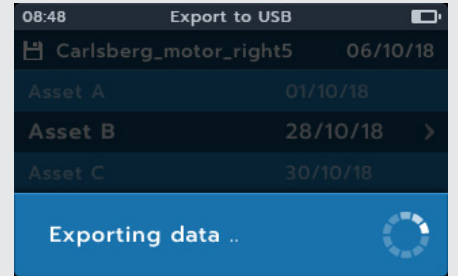 08:48 Export to USB
Carlsberg_motor_right5 06/10/18
Asset A 01/10/18
Asset B 28/10/18 >
Asset C 30/10/18
Exporting data ..